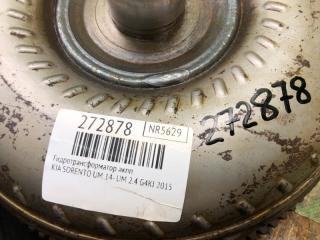 272878 NR5629
Гидротрансформатор акпп
KIA SORENTO UM 14- UM 2.4 G4KJ 2015
272878